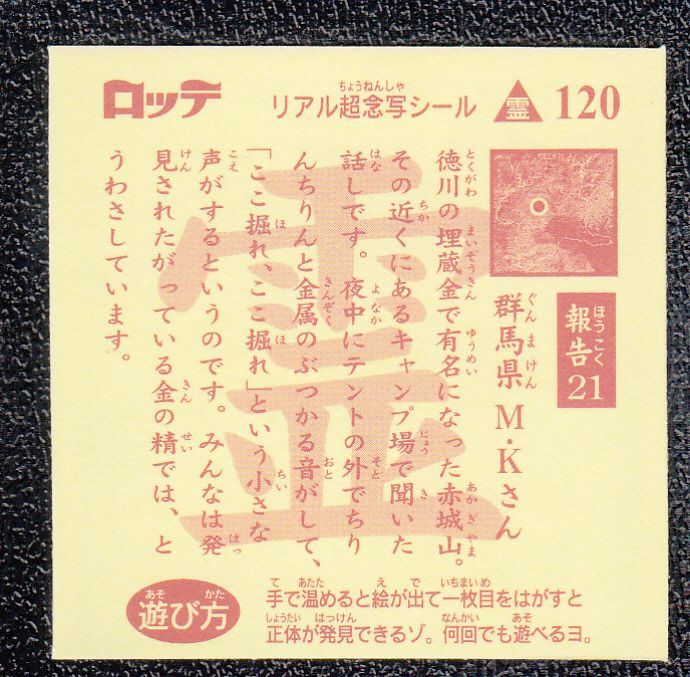 ロッテ
リアル超念写シール
霊 120
報告21
群馬県 M・Kさん
徳川の埋蔵金で有名になった赤城山。
その近くにあるキャンプ場で聞いた
話しです。夜中にテントの外でちり
んちりんと金属のぶつかる音がして、
「ここ掘れ、ここ掘れ」という小さな
声がするというのです。みんなは発
見されたがっている金の精では、と
うわさしています。
霊
遊び方
手で温めると絵が出て一枚目をはがすと
正体が発見できるゾ。何回でも遊べるヨ。